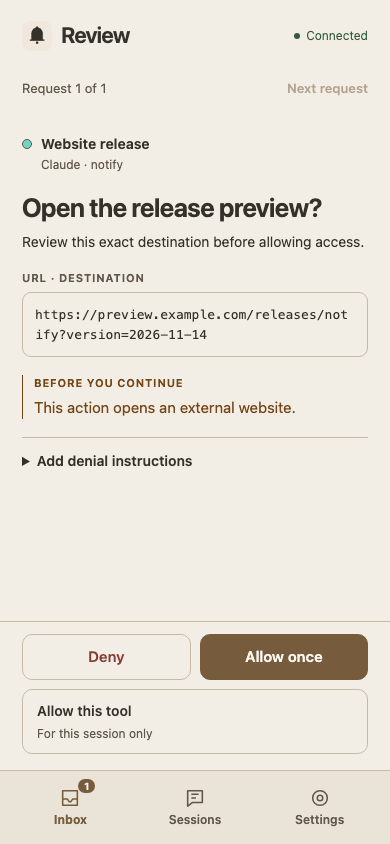 Review
Connected
Request 1 of 1
Next request
Website release
Claude · notify
Open the release preview?
Review this exact destination before allowing access.
URL · DESTINATION
https://preview.example.com/releases/not
ify?version=2026-11-14
BEFORE YOU CONTINUE
This action opens an external website.
Add denial instructions
Deny
Allow once
Allow this tool
For this session only
1
Inbox
Sessions
Settings